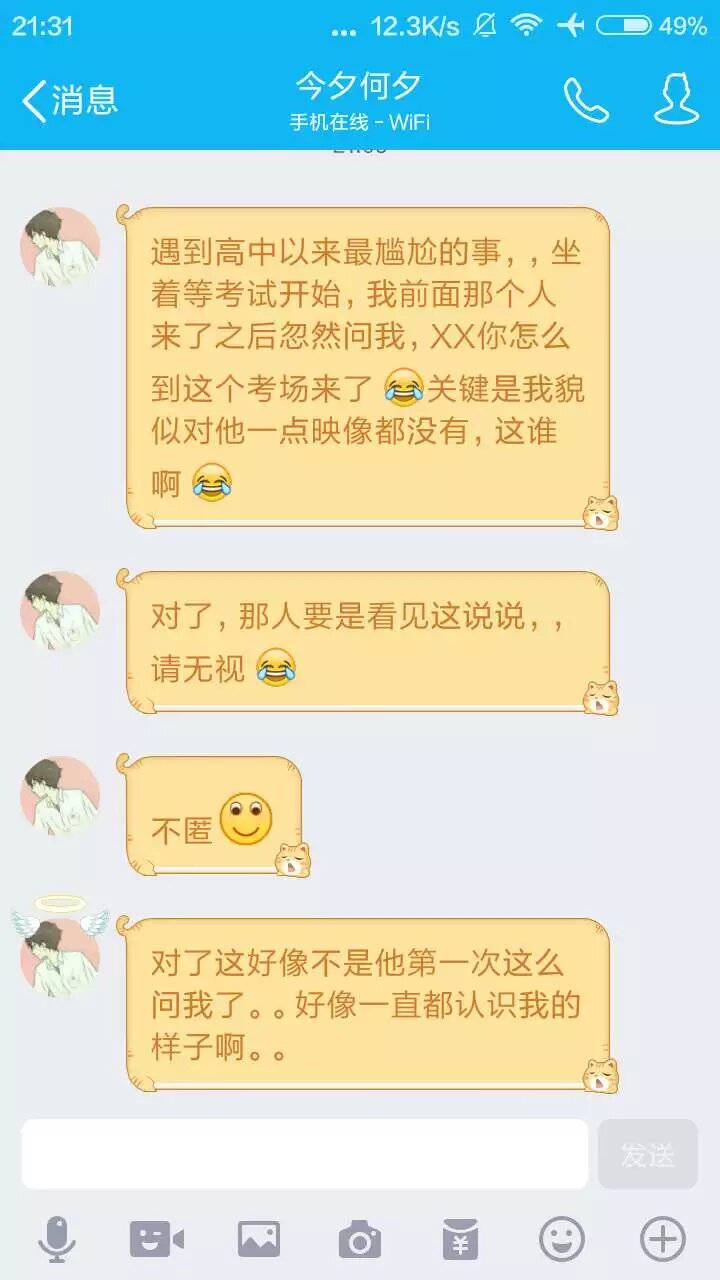 21:31
... 12.3K/s 49%
消息
今夕何夕
手机在线 - WiFi
遇到高中以来最尴尬的事，，坐
着等考试开始，我前面那个人
来了之后忽然问我，XX你怎么
到这个考场来了😂关键是我貌
似对他一点映像都没有，这谁
啊😂
对了，那人要是看见这说说，，
请无视😂
不匿
对了这好像不是他第一次这么
问我了。。好像一直都认识我的
样子啊。。
发送